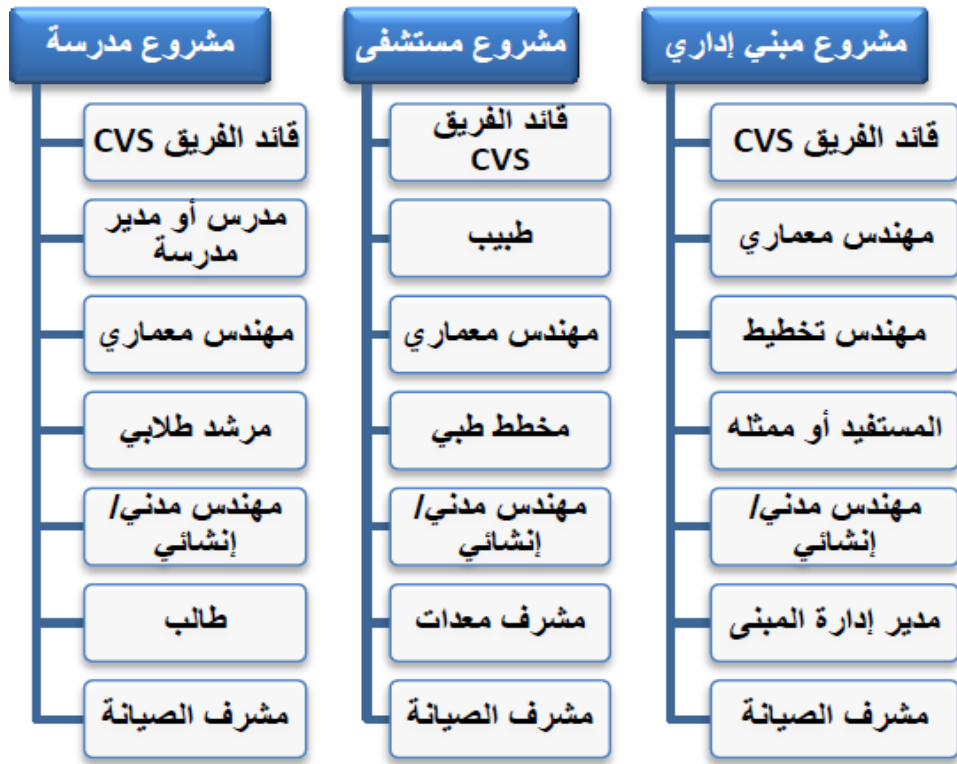 مشروع مبني إداري
قائد الفريق CVS
مهندس معماري
مهندس تخطيط
المستفيد أو ممثله
مهندس مدني/
إنشائي
مدير إدارة المبنى
مشرف الصيانة
مشروع مستشفى
قائد الفريق
CVS
طبيب
مهندس معماري
مخطط طبي
مهندس مدني/
إنشائي
مشرف معدات
مشرف الصيانة
مشروع مدرسة
قائد الفريق CVS
مدرس أو مدير
مدرسة
مهندس معماري
مرشد طلابي
مهندس مدني/
إنشائي
طالب
مشرف الصيانة